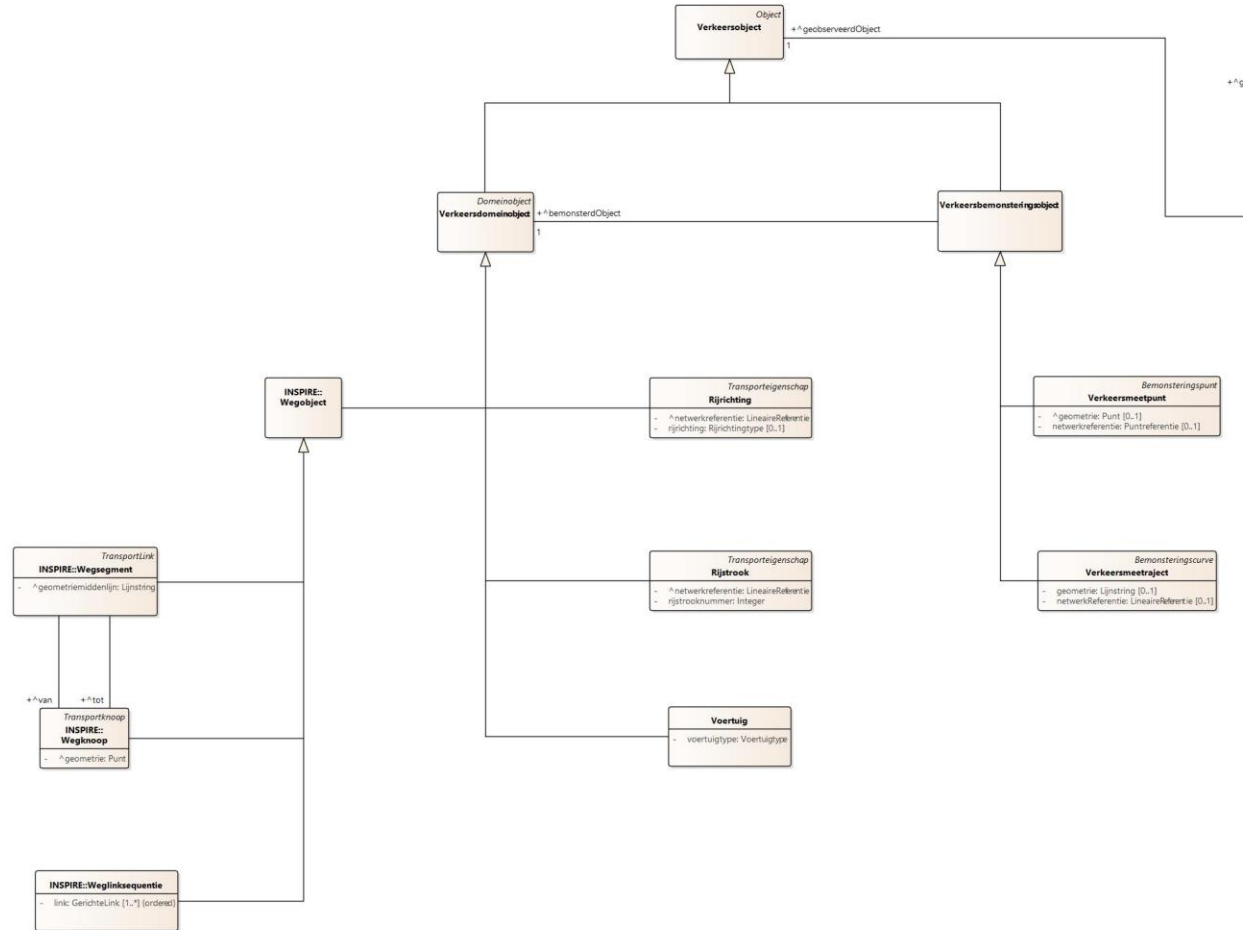 Object
Verkeersobject
+^geobserveerdObject
1
+^g
Domeinobject
Verkeersdomeinobject
+^bemonsterdObject
1
Verkeersbemonsteringsobject
INSPIRE::
Wegobject
Transporteigenschap
Rijrichting
- ^netwerkreferentie: LineaireReferentie
- rijrichting: Rijrichtingtype [0..1]
Bemonsteringspunt
Verkeersmeetpunt
- ^geometrie: Punt [0..1]
- netwerkreferentie: Puntreferentie [0..1]
TransportLink
INSPIRE::Wegsegment
- ^geometriemiddenlijn: Lijnstring
Transporteigenschap
Rijstrook
- ^netwerkreferentie: LineaireReferentie
- rijstrooknummer: Integer
Bemonsteringscurve
Verkeersmeetraject
- geometrie: Lijnstring [0..1]
- netwerkReferentie: LineaireReferentie [0..1]
+^van
+^tot
Transportknoop
INSPIRE::
Wegknoop
- ^geometrie: Punt
Voertuig
- voertuigtype: Voertuigtype
INSPIRE::Weglinksequentie
- link: GerichteLink [1..*] (ordered)